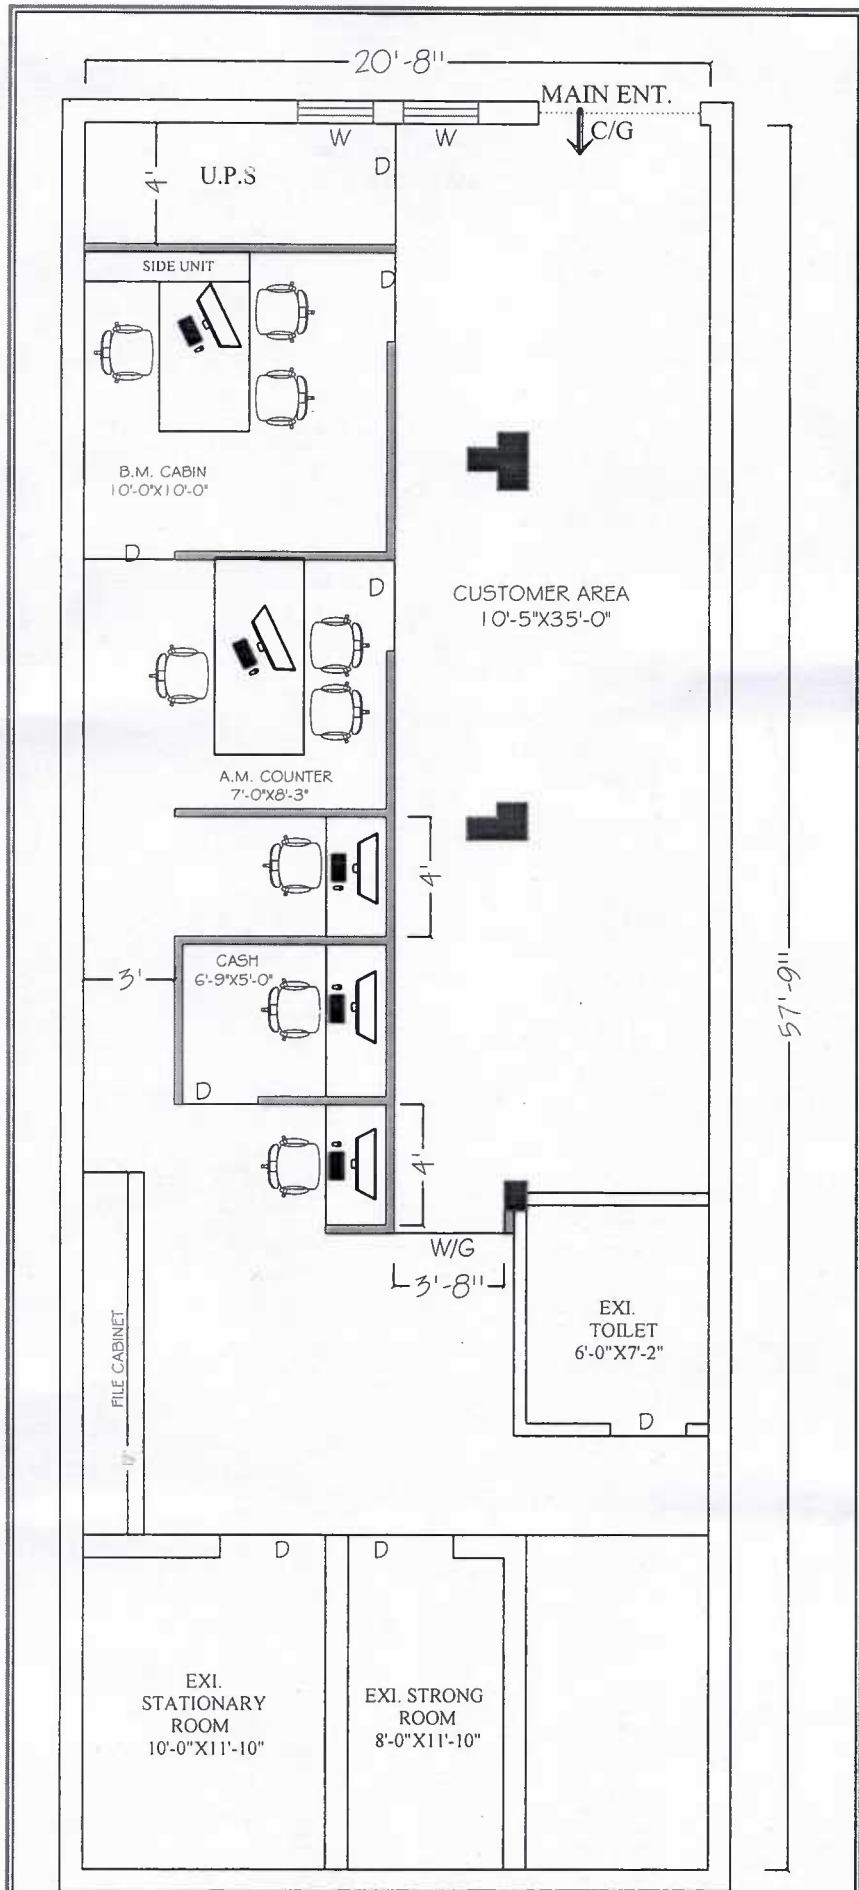 20'-8"
MAIN ENT.
C/G
W
W
D
U.P.S
4'
SIDE UNIT
D
B.M. CABIN
10'-0"X10'-0"
D
D
CUSTOMER AREA
10'-5"X35'-0"
A.M. COUNTER
7'-0"X8'-3"
4'
CASH
6'-9"X5'-0"
3'
57'-9"
D
4'
W/G
3'-8"
EXI.
TOILET
6'-0"X7'-2"
FILE CABINET
D
D
D
EXI.
STATIONARY
ROOM
10'-0"X11'-10"
EXI. STRONG
ROOM
8'-0"X11'-10"